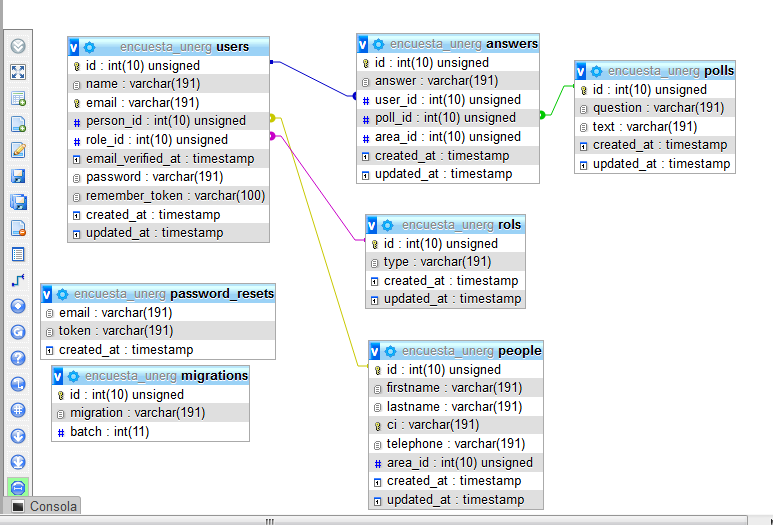 encuesta_unerg users
id : int(10) unsigned
name : varchar(191)
email : varchar(191)
person_id : int(10) unsigned
role_id : int(10) unsigned
email_verified_at : timestamp
password : varchar(191)
remember_token : varchar(100)
created_at : timestamp
updated_at : timestamp
encuesta_unerg answers
id : int(10) unsigned
answer : varchar(191)
user_id : int(10) unsigned
poll_id : int(10) unsigned
area_id : int(10) unsigned
created_at : timestamp
updated_at : timestamp
encuesta_unerg polls
id : int(10) unsigned
question : varchar(191)
text : varchar(191)
created_at : timestamp
updated_at : timestamp
encuesta_unerg rols
id : int(10) unsigned
type : varchar(191)
created_at : timestamp
updated_at : timestamp
encuesta_unerg password_resets
email : varchar(191)
token : varchar(191)
created_at : timestamp
encuesta_unerg migrations
id : int(10) unsigned
migration : varchar(191)
batch : int(11)
encuesta_unerg people
id : int(10) unsigned
firstname : varchar(191)
lastname : varchar(191)
ci : varchar(191)
telephone : varchar(191)
area_id : int(10) unsigned
created_at : timestamp
updated_at : timestamp
Consola